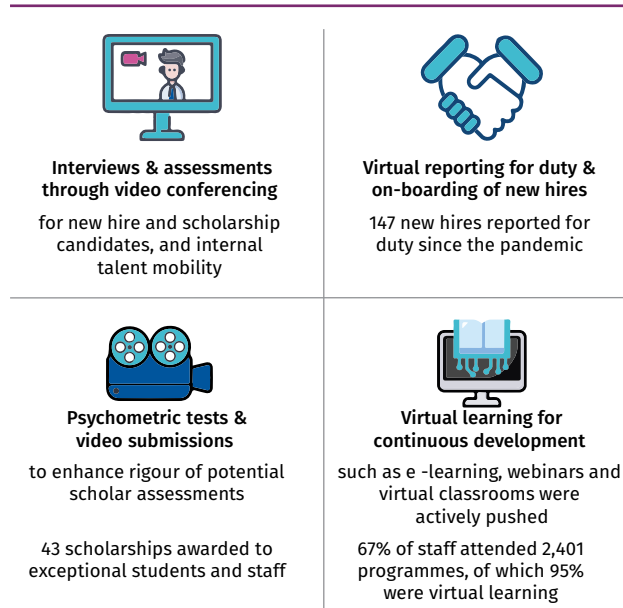 Interviews & assessments
through video conferencing
for new hire and scholarship
candidates, and internal
talent mobility
Virtual reporting for duty &
on-boarding of new hires
147 new hires reported for
duty since the pandemic
Psychometric tests &
video submissions
to enhance rigour of potential
scholar assessments
43 scholarships awarded to
exceptional students and staff
Virtual learning for
continuous development
such as e -learning, webinars and
virtual classrooms were
actively pushed
67% of staff attended 2,401
programmes, of which 95%
were virtual learning